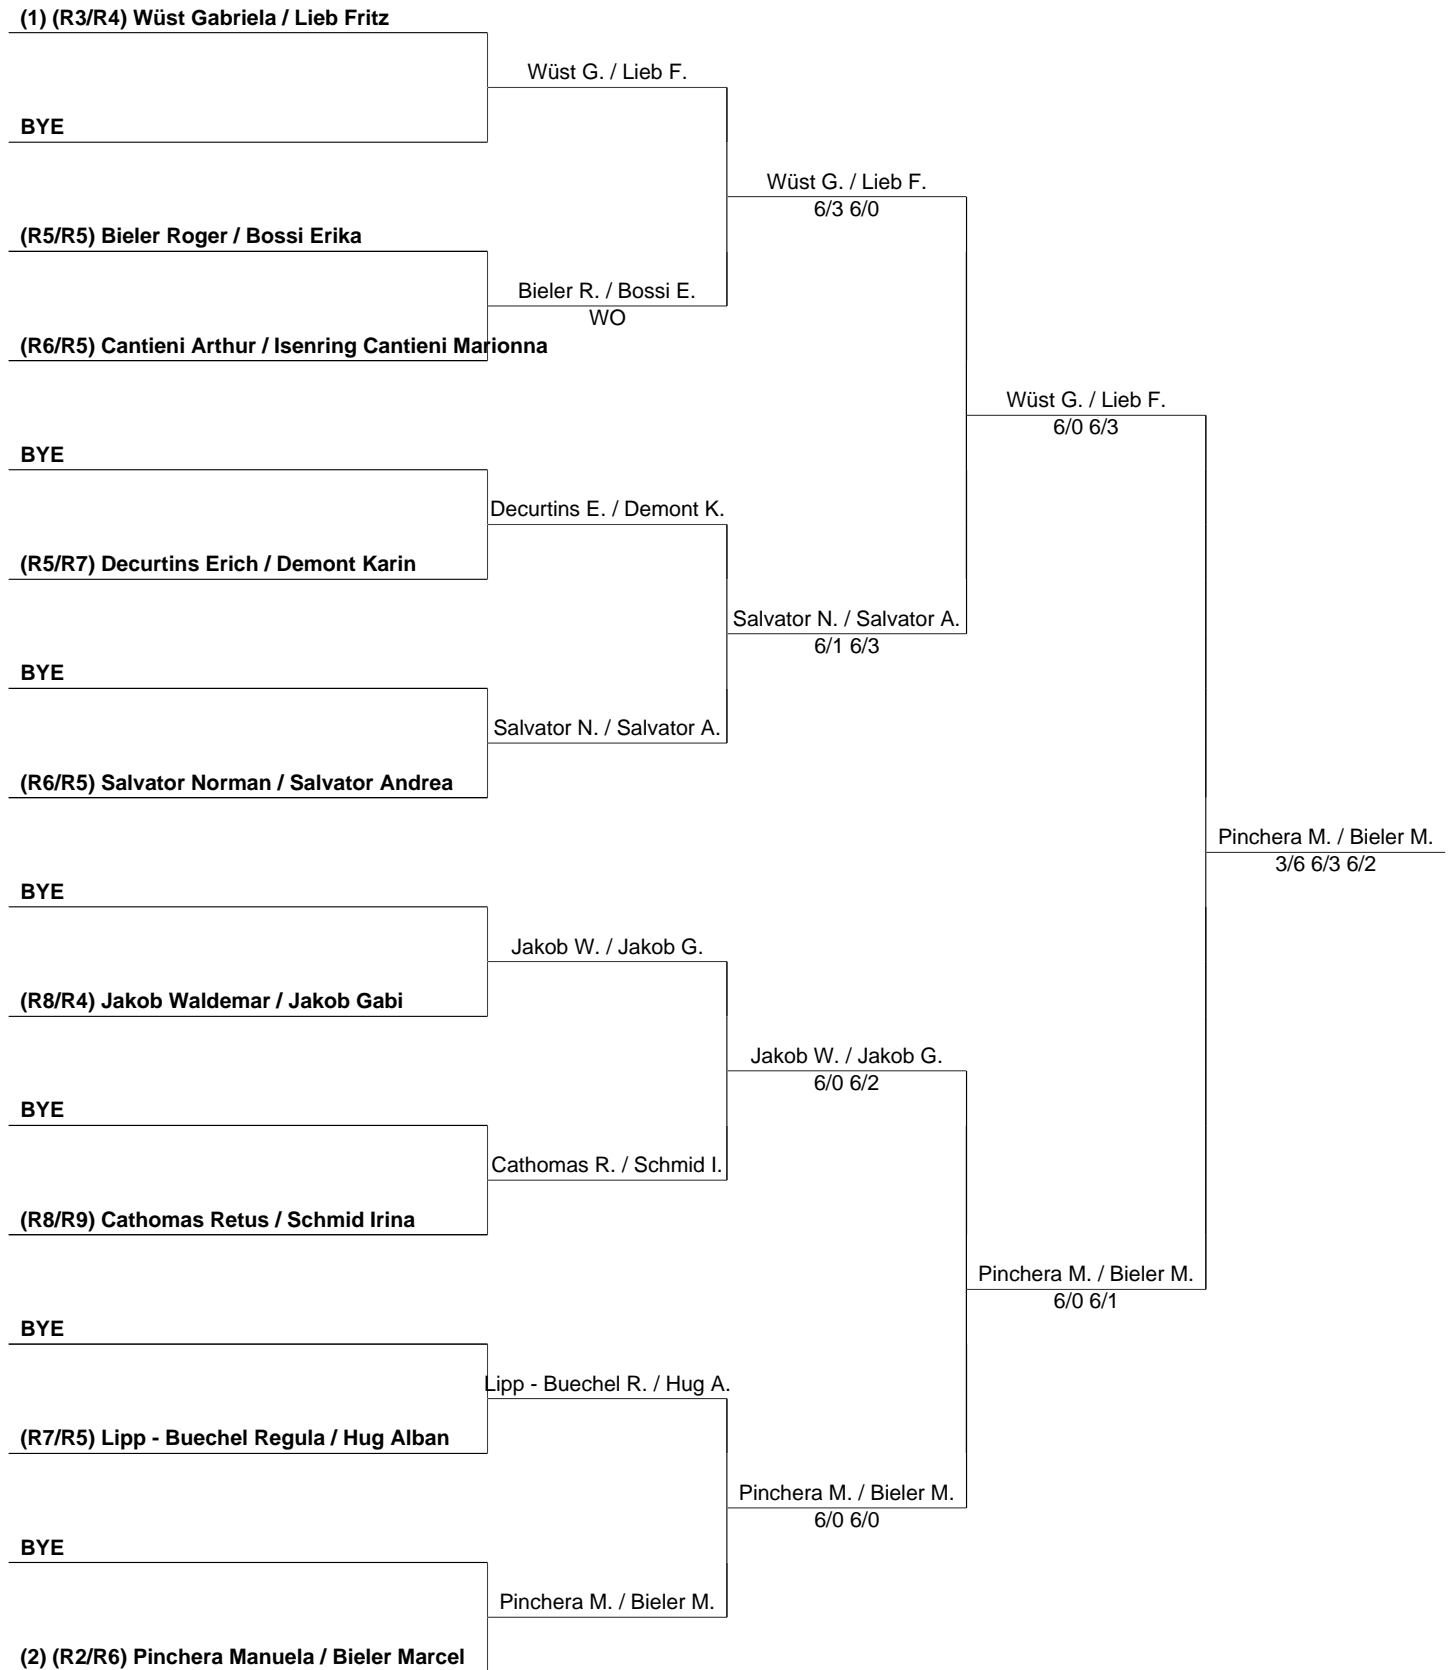 (1) (R3/R4) Wüst Gabriela / Lieb Fritz
Wüst G. / Lieb F.
BYE
Wüst G. / Lieb F.
6/3 6/0
(R5/R5) Bieler Roger / Bossi Erika
Bieler R. / Bossi E.
WO
(R6/R5) Cantieni Arthur / Isenring Cantieni Marionna
Wüst G. / Lieb F.
6/0 6/3
BYE
Decurtins E. / Demont K.
(R5/R7) Decurtins Erich / Demont Karin
Salvator N. / Salvator A.
6/1 6/3
BYE
Salvator N. / Salvator A.
(R6/R5) Salvator Norman / Salvator Andrea
Pinchera M. / Bieler M.
3/6 6/3 6/2
BYE
Jakob W. / Jakob G.
(R8/R4) Jakob Waldemar / Jakob Gabi
Jakob W. / Jakob G.
6/0 6/2
BYE
Cathomas R. / Schmid I.
(R8/R9) Cathomas Retus / Schmid Irina
Pinchera M. / Bieler M.
6/0 6/1
BYE
Lipp - Buechel R. / Hug A.
(R7/R5) Lipp - Buechel Regula / Hug Alban
Pinchera M. / Bieler M.
6/0 6/0
BYE
Pinchera M. / Bieler M.
(2) (R2/R6) Pinchera Manuela / Bieler Marcel